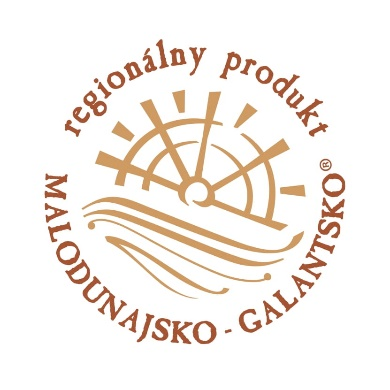 regionálny produkt
MALODUNAJSKO - GALANTSKO®